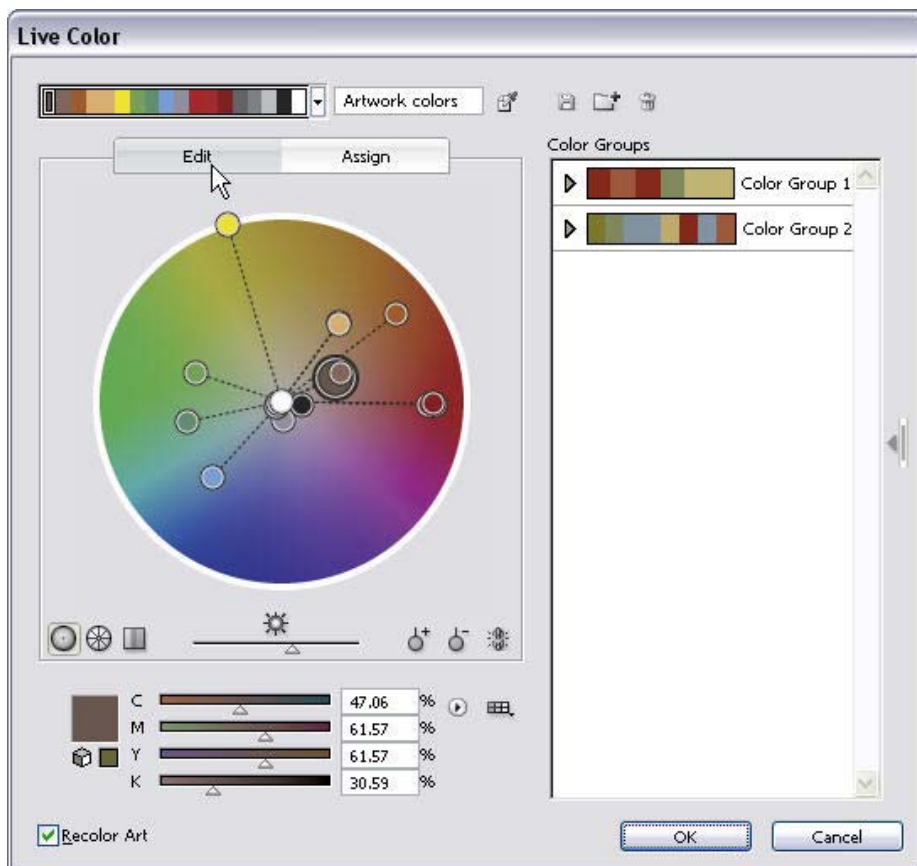 Live Color
Artwork colors
Edit
Assign
Color Groups
Color Group 1
Color Group 2
C 47.06 %
M 61.57 %
Y 61.57 %
K 30.59 %
Recolor Art
OK
Cancel